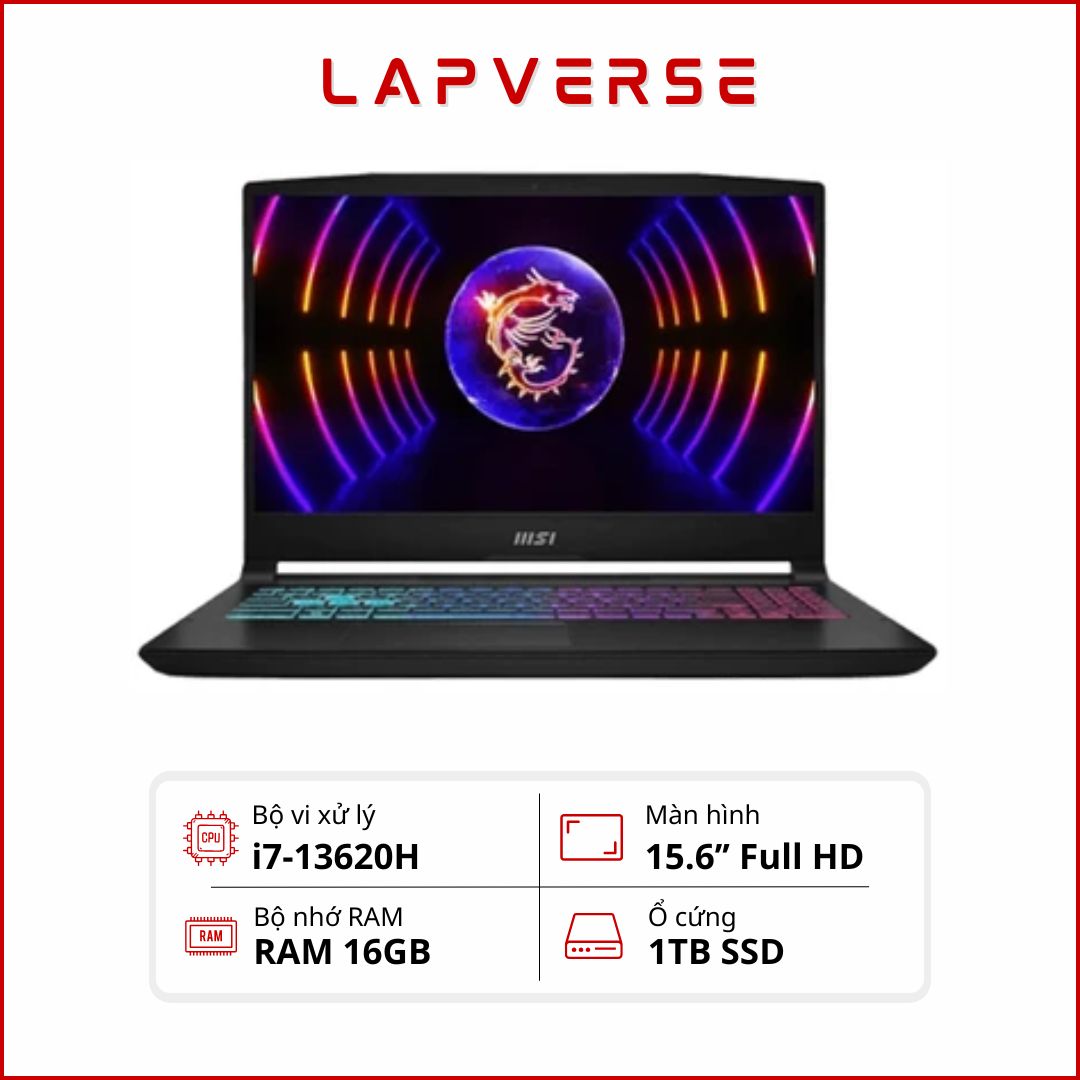 LAPVERSE
msi
Bộ vi xử lý
CPU
i7-13620H
Màn hình
15.6” Full HD
Bộ nhớ RAM
RAM
RAM 16GB
Ổ cứng
1TB SSD